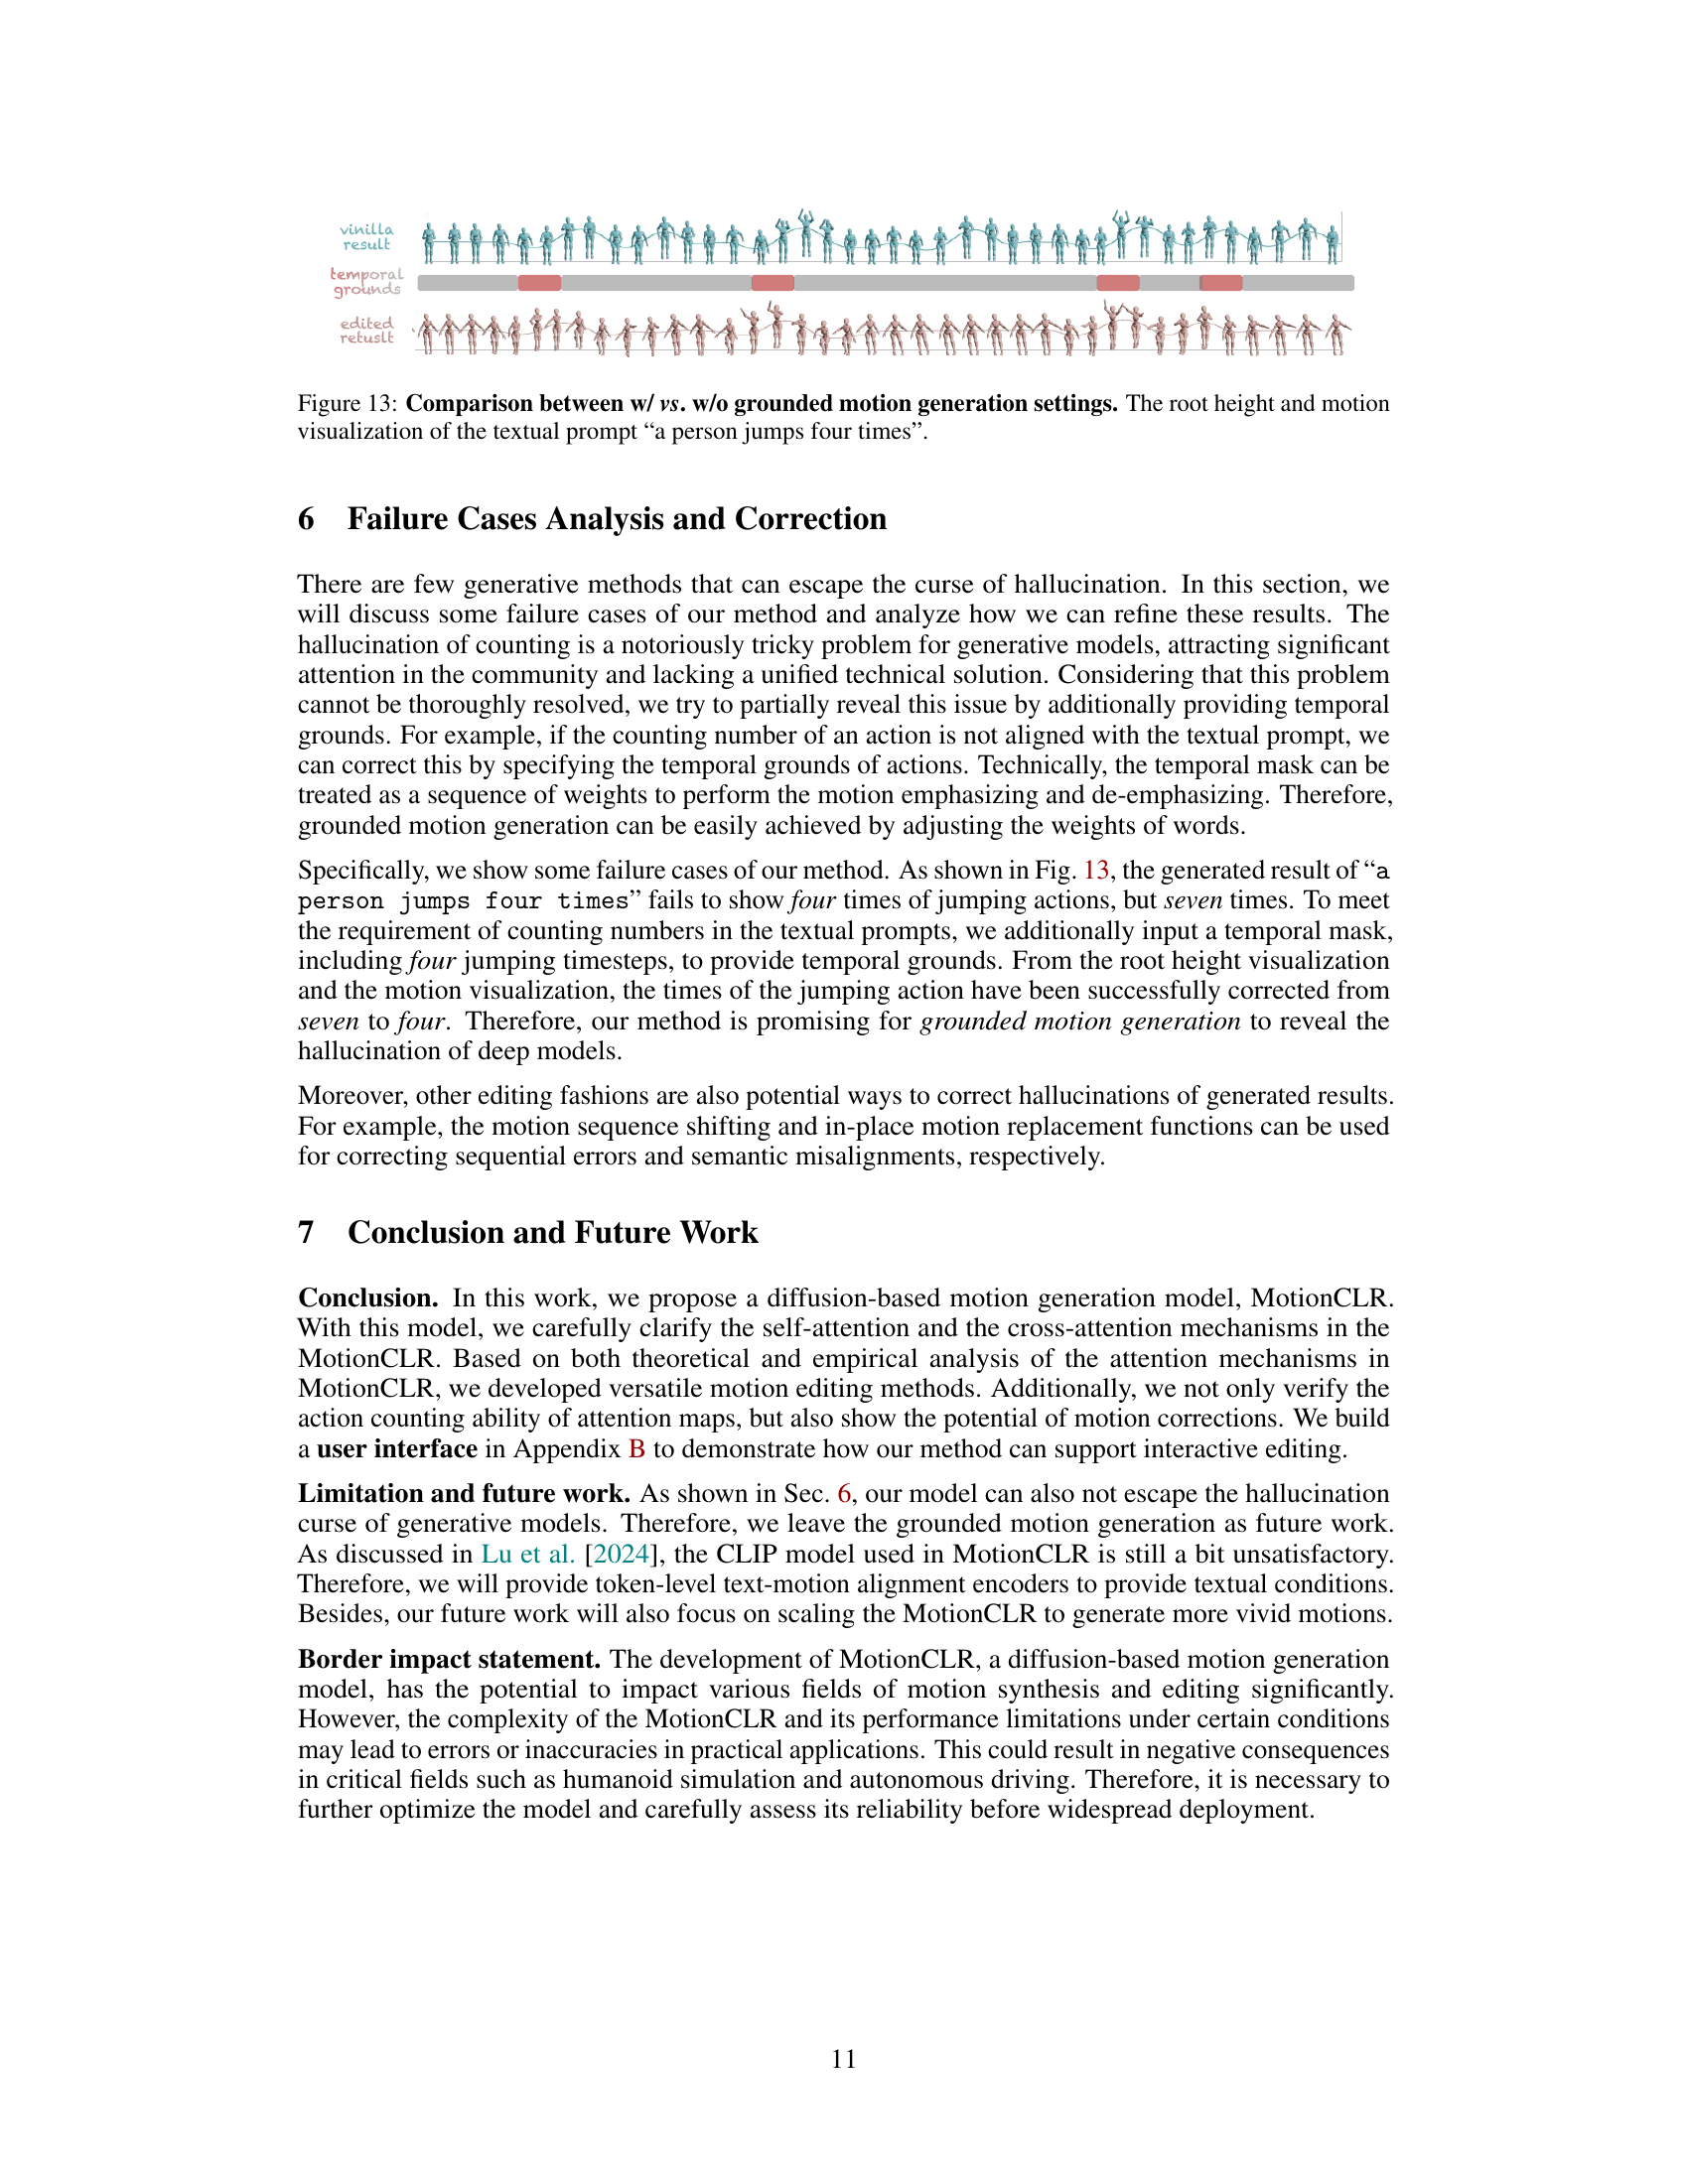 vinilla
result
temporal
grounds
edited
retuslt
Figure 13: Comparison between w/ vs. w/o grounded motion generation settings. The root height and motion
visualization of the textual prompt “a person jumps four times”.
6 Failure Cases Analysis and Correction
There are few generative methods that can escape the curse of hallucination. In this section, we
will discuss some failure cases of our method and analyze how we can refine these results. The
hallucination of counting is a notoriously tricky problem for generative models, attracting significant
attention in the community and lacking a unified technical solution. Considering that this problem
cannot be thoroughly resolved, we try to partially reveal this issue by additionally providing temporal
grounds. For example, if the counting number of an action is not aligned with the textual prompt, we
can correct this by specifying the temporal grounds of actions. Technically, the temporal mask can be
treated as a sequence of weights to perform the motion emphasizing and de-emphasizing. Therefore,
grounded motion generation can be easily achieved by adjusting the weights of words.
Specifically, we show some failure cases of our method. As shown in Fig. 13, the generated result of “a
person jumps four times” fails to show four times of jumping actions, but seven times. To meet
the requirement of counting numbers in the textual prompts, we additionally input a temporal mask,
including four jumping timesteps, to provide temporal grounds. From the root height visualization
and the motion visualization, the times of the jumping action have been successfully corrected from
seven to four. Therefore, our method is promising for grounded motion generation to reveal the
hallucination of deep models.
Moreover, other editing fashions are also potential ways to correct hallucinations of generated results.
For example, the motion sequence shifting and in-place motion replacement functions can be used
for correcting sequential errors and semantic misalignments, respectively.
7 Conclusion and Future Work
Conclusion. In this work, we propose a diffusion-based motion generation model, MotionCLR.
With this model, we carefully clarify the self-attention and the cross-attention mechanisms in the
MotionCLR. Based on both theoretical and empirical analysis of the attention mechanisms in
MotionCLR, we developed versatile motion editing methods. Additionally, we not only verify the
action counting ability of attention maps, but also show the potential of motion corrections. We build
a user interface in Appendix B to demonstrate how our method can support interactive editing.
Limitation and future work. As shown in Sec. 6, our model can also not escape the hallucination
curse of generative models. Therefore, we leave the grounded motion generation as future work.
As discussed in Lu et al. [2024], the CLIP model used in MotionCLR is still a bit unsatisfactory.
Therefore, we will provide token-level text-motion alignment encoders to provide textual conditions.
Besides, our future work will also focus on scaling the MotionCLR to generate more vivid motions.
Border impact statement. The development of MotionCLR, a diffusion-based motion generation
model, has the potential to impact various fields of motion synthesis and editing significantly.
However, the complexity of the MotionCLR and its performance limitations under certain conditions
may lead to errors or inaccuracies in practical applications. This could result in negative consequences
in critical fields such as humanoid simulation and autonomous driving. Therefore, it is necessary to
further optimize the model and carefully assess its reliability before widespread deployment.
11